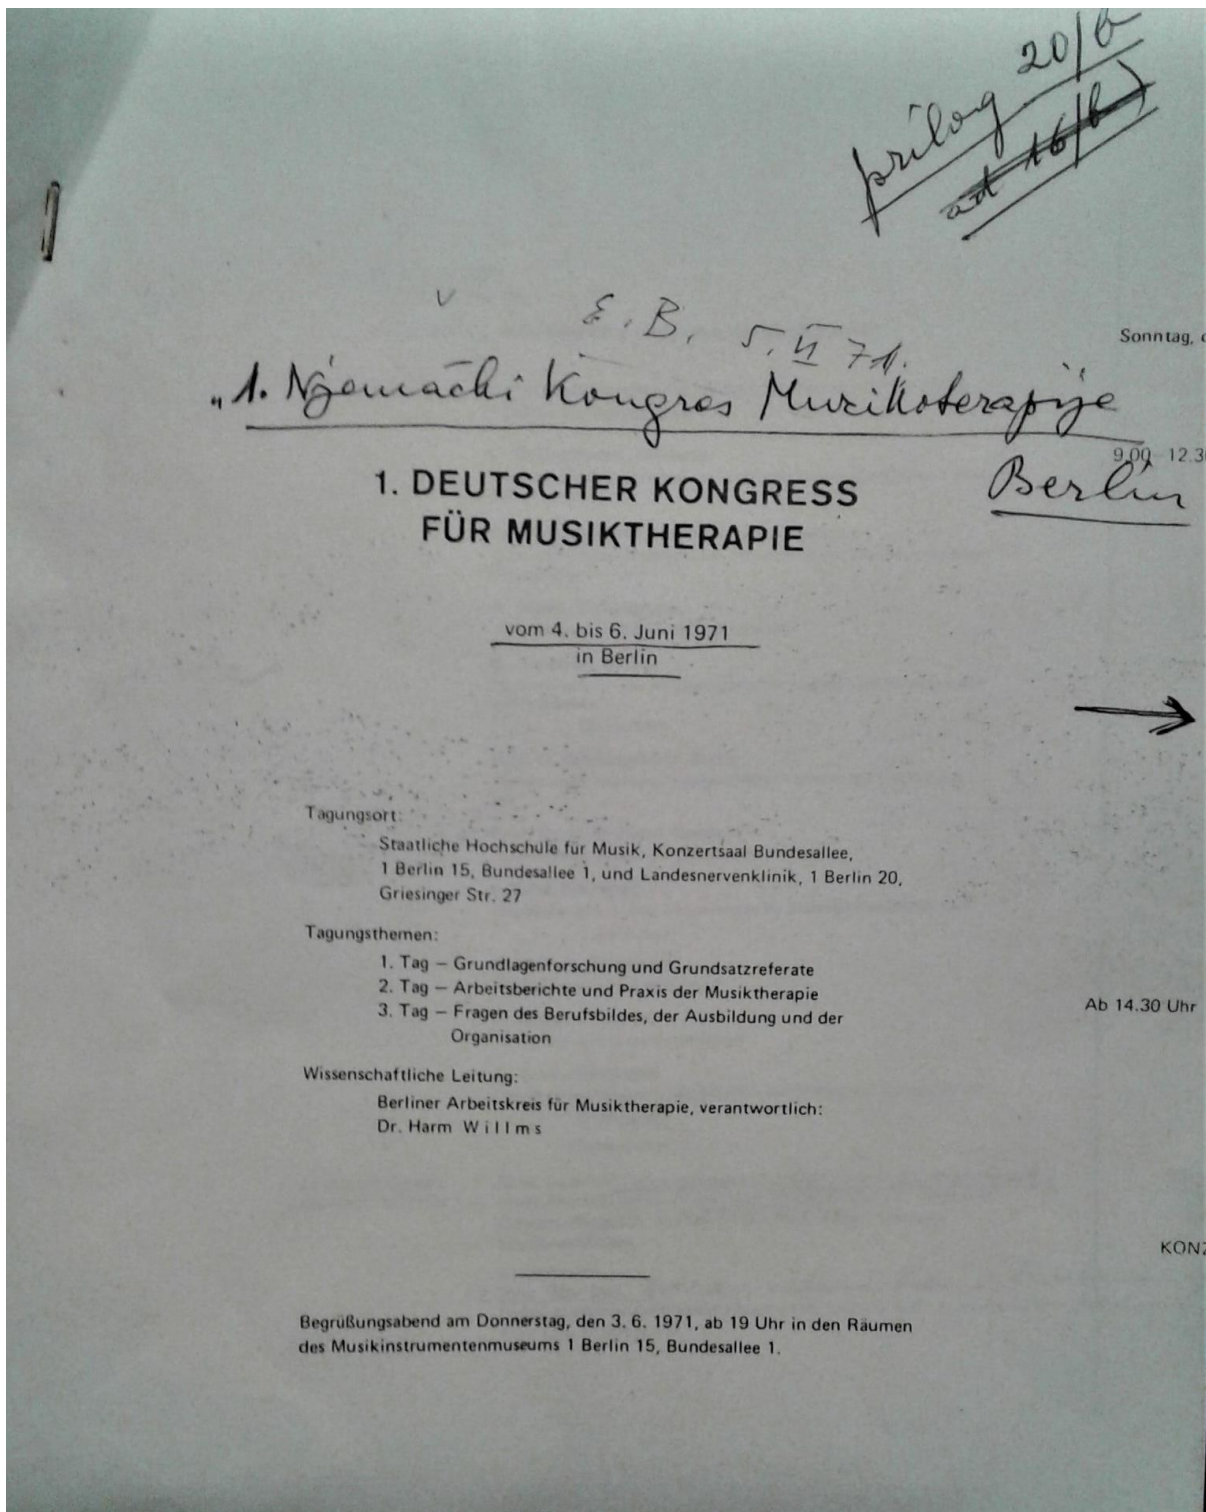 prilog 20/b
ad 16/b)
E. B. 5. VI 71.
Sonntag,
„1. Njemački Kongres Muzikoterapije
9.00 12.3
Berlin
1. DEUTSCHER KONGRESS
FÜR MUSIKTHERAPIE
vom 4. bis 6. Juni 1971
in Berlin
Tagungsort:
Staatliche Hochschule für Musik, Konzertsaal Bundesallee,
1 Berlin 15, Bundesallee 1, und Landesnervenklinik, 1 Berlin 20,
Griesinger Str. 27
Tagungsthemen:
1. Tag – Grundlagenforschung und Grundsatzreferate
2. Tag – Arbeitsberichte und Praxis der Musiktherapie
3. Tag – Fragen des Berufsbildes, der Ausbildung und der
Organisation
Ab 14.30 Uhr
Wissenschaftliche Leitung:
Berliner Arbeitskreis für Musiktherapie, verantwortlich:
Dr. Harm Willms
KONZ
Begrüßungsabend am Donnerstag, den 3. 6. 1971, ab 19 Uhr in den Räumen
des Musikinstrumentenmuseums 1 Berlin 15, Bundesallee 1.